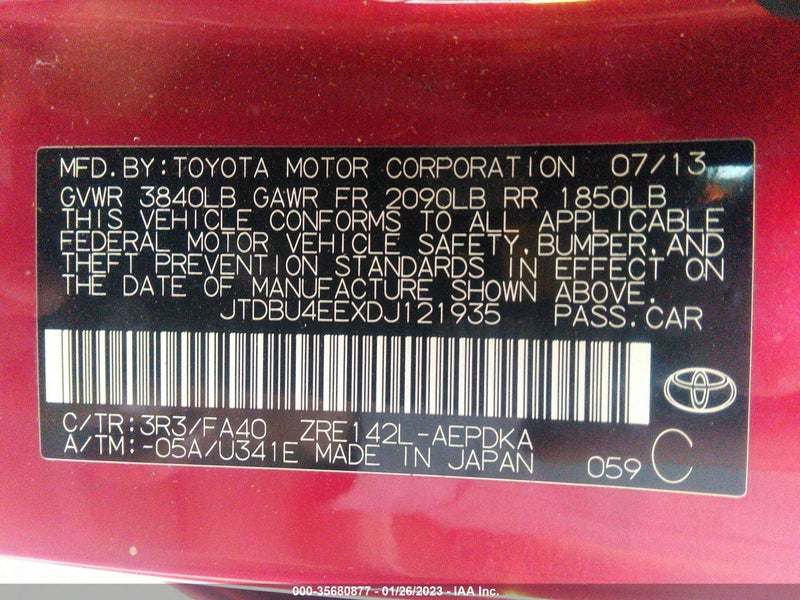 MFD.BY:TOYOTA MOTOR CORPORATION 07/13
GVWR 3840LB GAWR FR 2090LB RR 1850LB
THIS VEHICLE CONFORMS TO ALL APPLICABLE
FEDERAL MOTOR VEHICLE SAFETY,BUMPER,AND
THEFT PREVENTION STANDARDS IN EFFECT ON
THE DATE OF MANUFACTURE SHOWN ABOVE.
JTDBU4EEXDJ121935 PASS.CAR
C/TR:3R3/FA40 ZRE142L-AEPDKA
A/TM:-05A/U341E MADE IN JAPAN 059 C
000-35680877 - 01/26/2023 - IAA Inc.